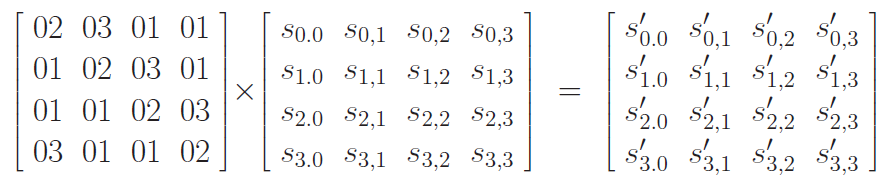 02 03 01 01 s0.0 s0,1 s0,2 s0,3 s′0.0 s′0,1 s′0,2 s′0,3
01 02 03 01 × s1.0 s1,1 s1,2 s1,3 = s′1.0 s′1,1 s′1,2 s′1,3
01 01 02 03 s2.0 s2,1 s2,2 s2,3 s′2.0 s′2,1 s′2,2 s′2,3
03 01 01 02 s3.0 s3,1 s3,2 s3,3 s′3.0 s′3,1 s′3,2 s′3,3